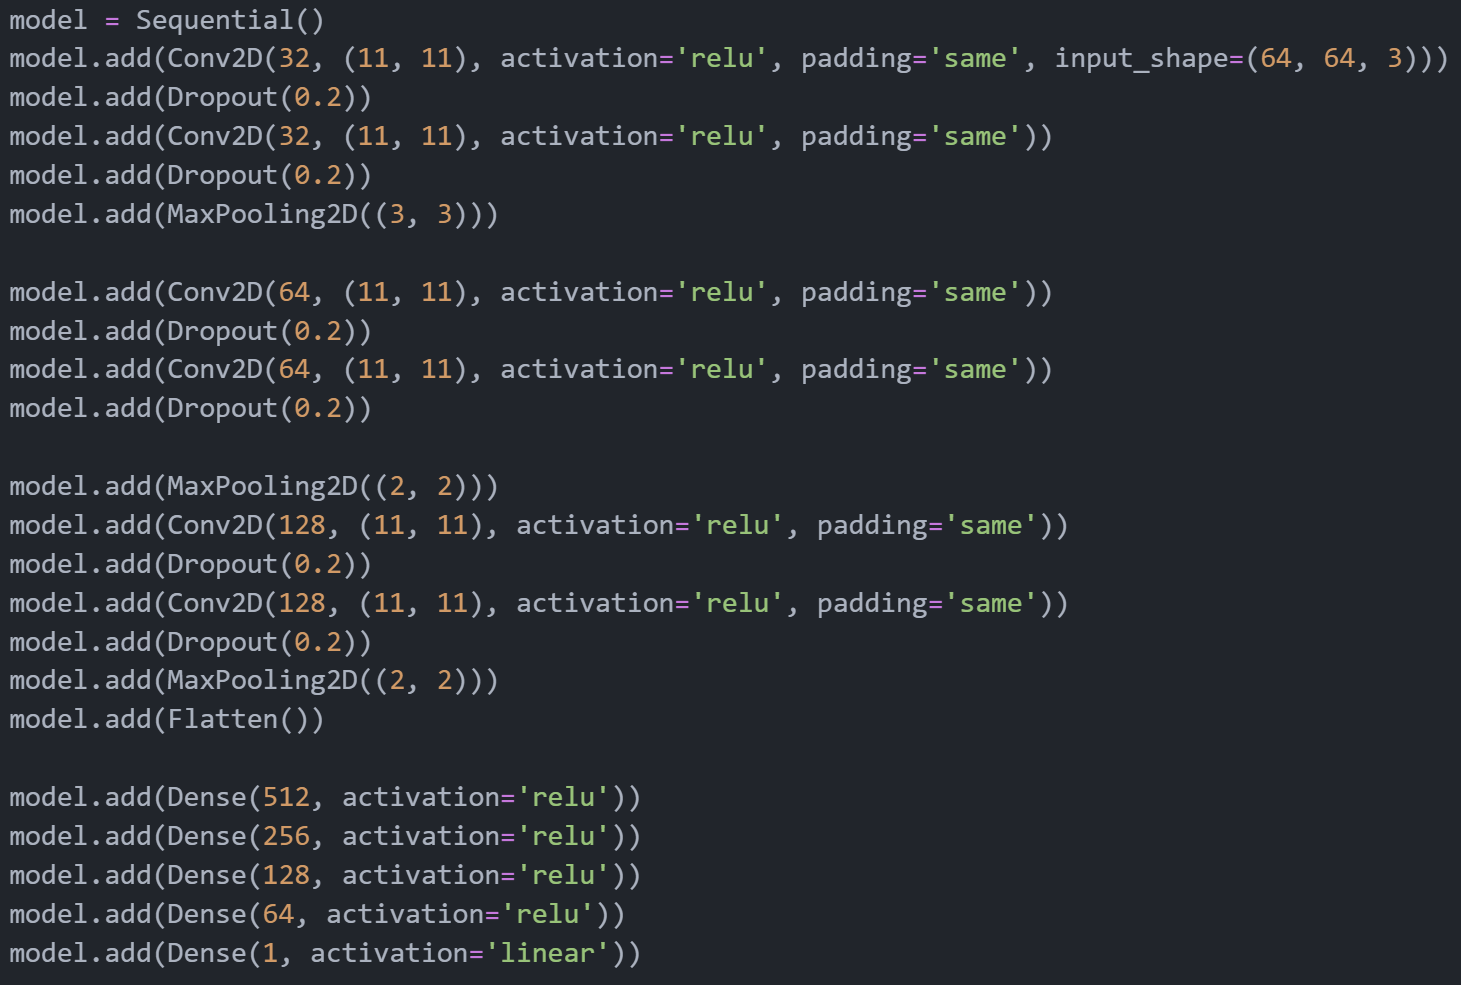 model = Sequential()
model.add(Conv2D(32, (11, 11), activation='relu', padding='same', input_shape=(64, 64, 3)))
model.add(Dropout(0.2))
model.add(Conv2D(32, (11, 11), activation='relu', padding='same'))
model.add(Dropout(0.2))
model.add(MaxPooling2D((3, 3)))
model.add(Conv2D(64, (11, 11), activation='relu', padding='same'))
model.add(Dropout(0.2))
model.add(Conv2D(64, (11, 11), activation='relu', padding='same'))
model.add(Dropout(0.2))
model.add(MaxPooling2D((2, 2)))
model.add(Conv2D(128, (11, 11), activation='relu', padding='same'))
model.add(Dropout(0.2))
model.add(Conv2D(128, (11, 11), activation='relu', padding='same'))
model.add(Dropout(0.2))
model.add(MaxPooling2D((2, 2)))
model.add(Flatten())
model.add(Dense(512, activation='relu'))
model.add(Dense(256, activation='relu'))
model.add(Dense(128, activation='relu'))
model.add(Dense(64, activation='relu'))
model.add(Dense(1, activation='linear'))